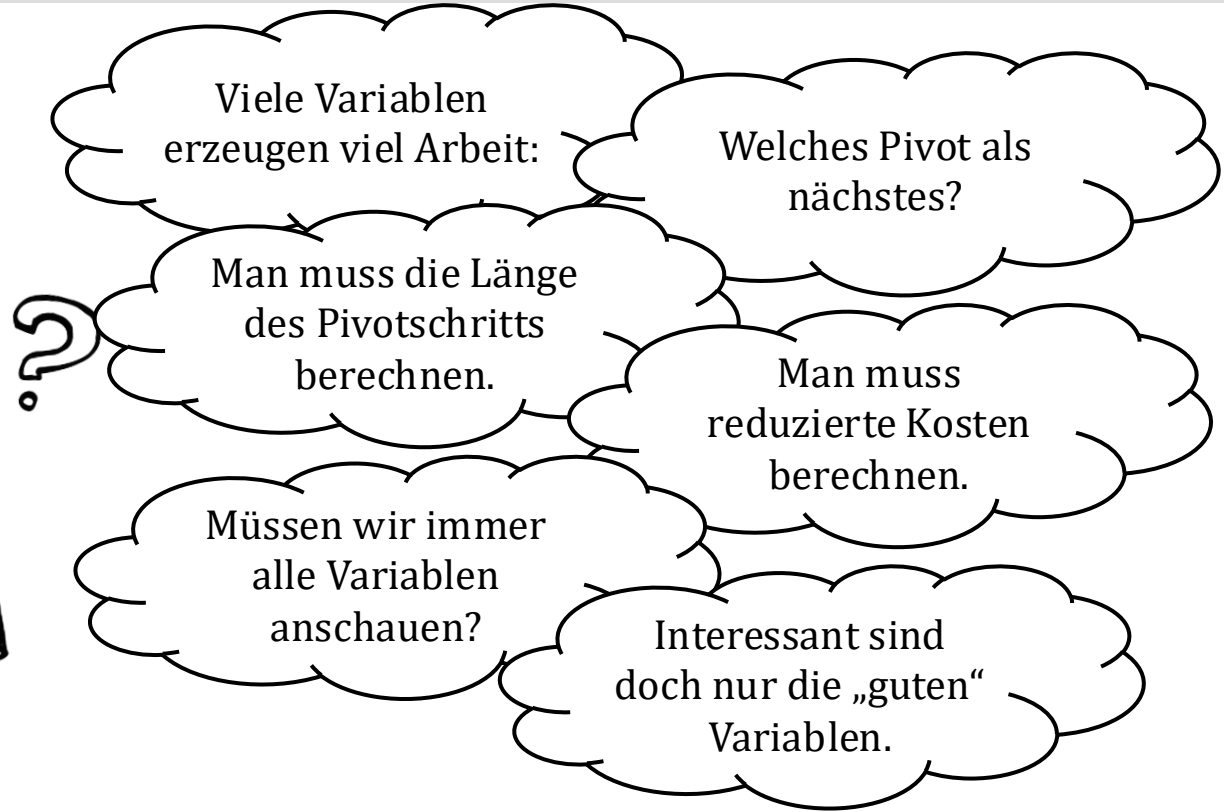 Viele Variablen
erzeugen viel Arbeit:
Welches Pivot als
nächstes?
Man muss die Länge
des Pivotschritts
berechnen.
?
Man muss
reduzierte Kosten
berechnen.
Müssen wir immer
alle Variablen
anschauen?
Interessant sind
doch nur die „guten“
Variablen.